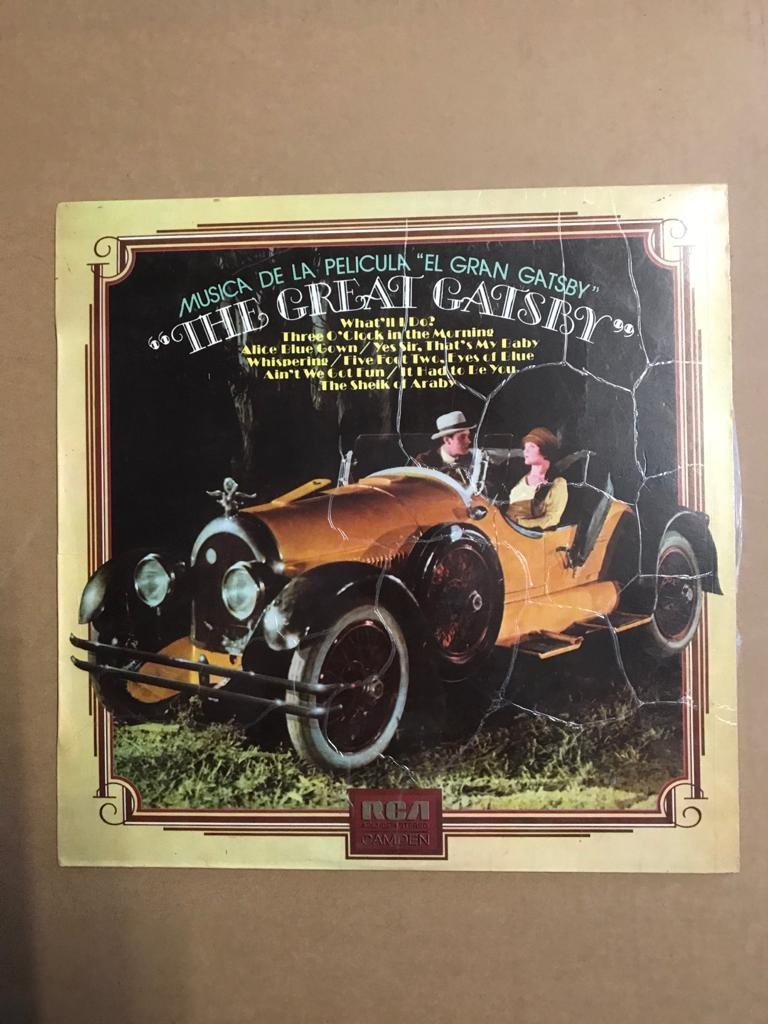 MUSICA DE LA PELICULA "EL GRAN GATSBY"
"THE GREAT GATSBY"
What'll I Do?
Three O'Clock in the Morning
Alice Blue Gown / Yes Sir, That's My Baby
Whispering / Five Foot Two, Eyes of Blue
Ain't We Got Fun / It Had to Be You
The Sheik of Araby
RCA
CAMDEN